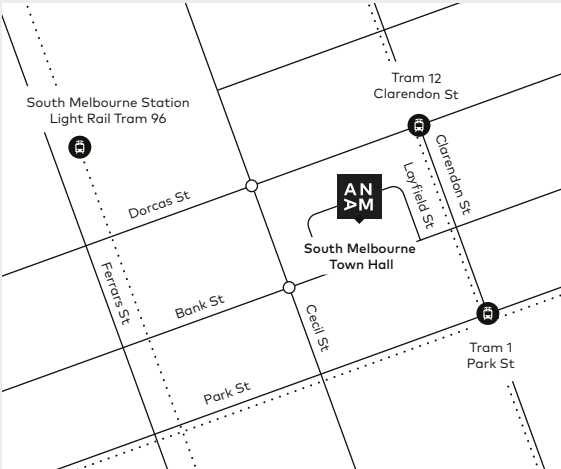 Tram 12
Clarendon St
South Melbourne Station
Light Rail Tram 96
Clarendon St
Layfield St
AN
AM
Dorcas St
South Melbourne
Town Hall
Ferrars St
Bank St
Cecil St
Tram 1
Park St
Park St